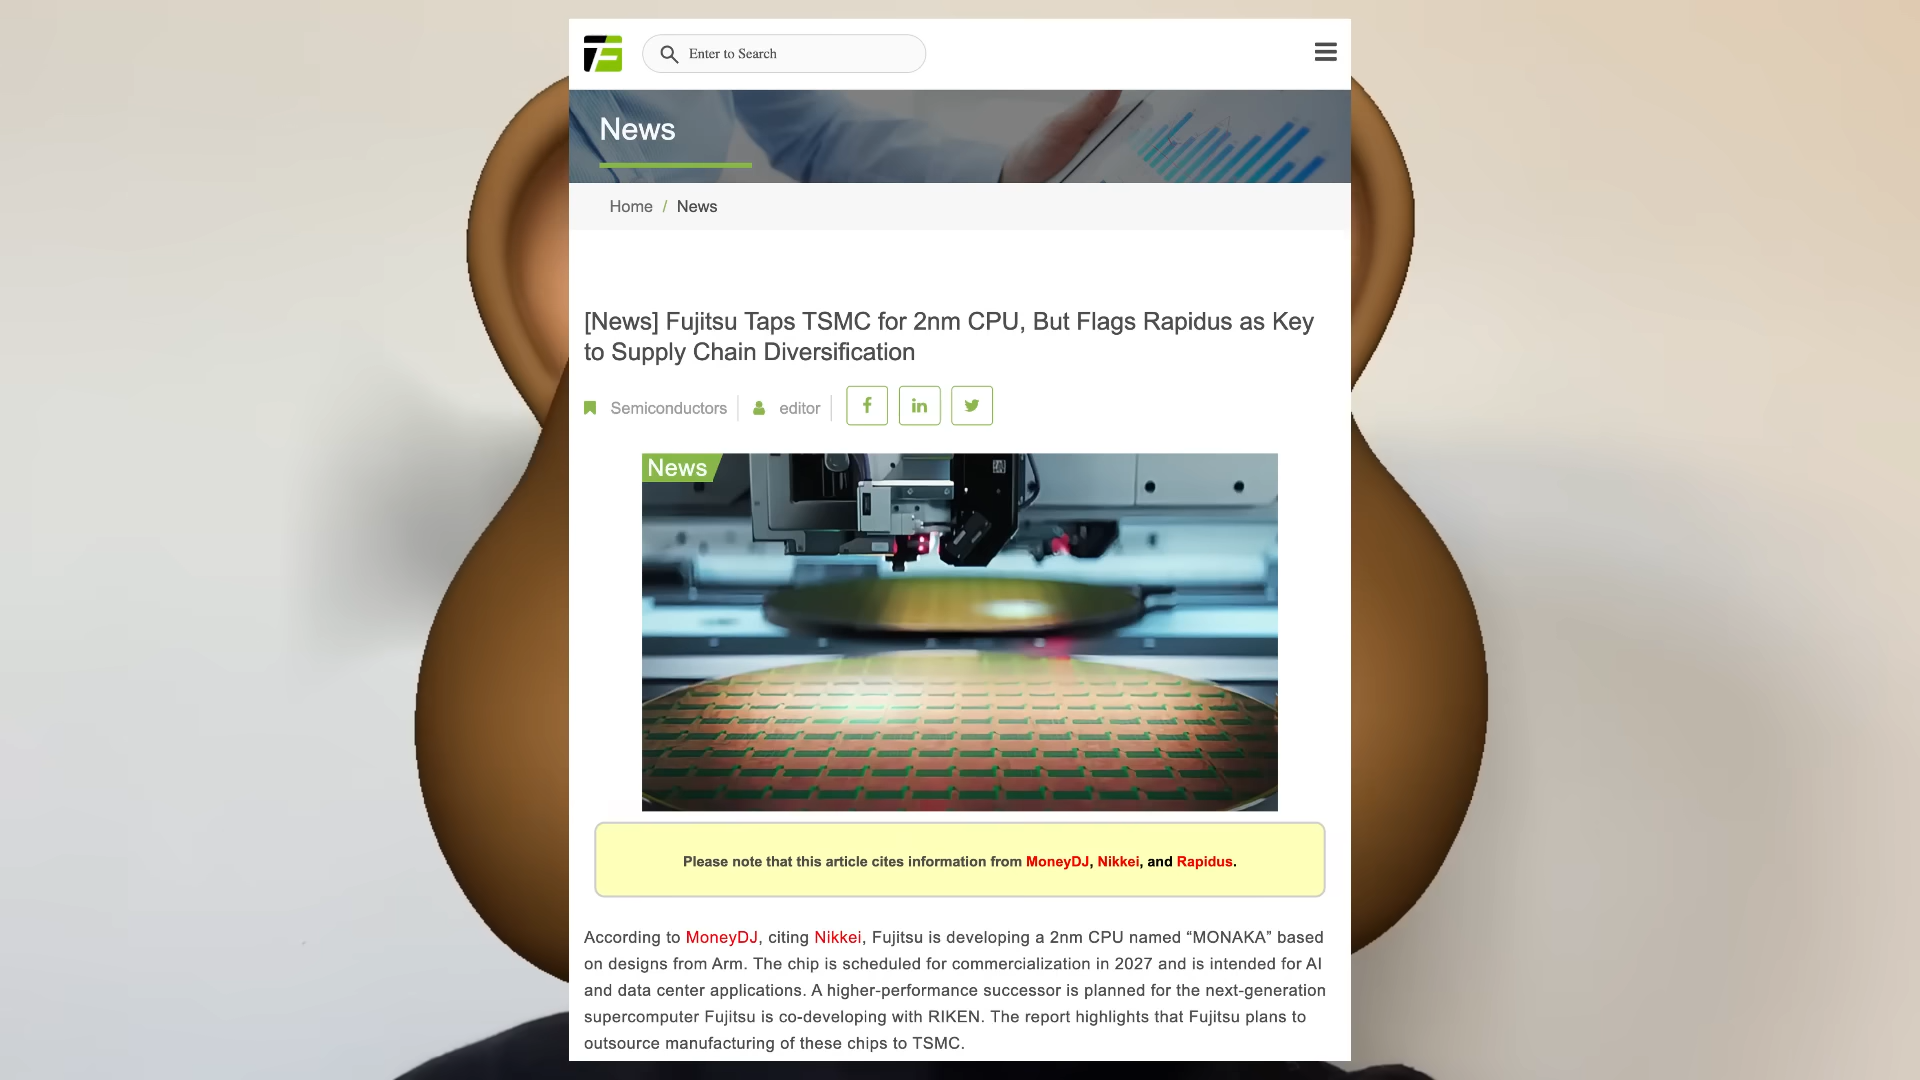 Enter to Search
News
Home / News
[News] Fujitsu Taps TSMC for 2nm CPU, But Flags Rapidus as Key
to Supply Chain Diversification
Semiconductors
editor
News
Please note that this article cites information from MoneyDJ, Nikkei, and Rapidus.
According to MoneyDJ, citing Nikkei, Fujitsu is developing a 2nm CPU named “MONAKA” based
on designs from Arm. The chip is scheduled for commercialization in 2027 and is intended for AI
and data center applications. A higher-performance successor is planned for the next-generation
supercomputer Fujitsu is co-developing with RIKEN. The report highlights that Fujitsu plans to
outsource manufacturing of these chips to TSMC.